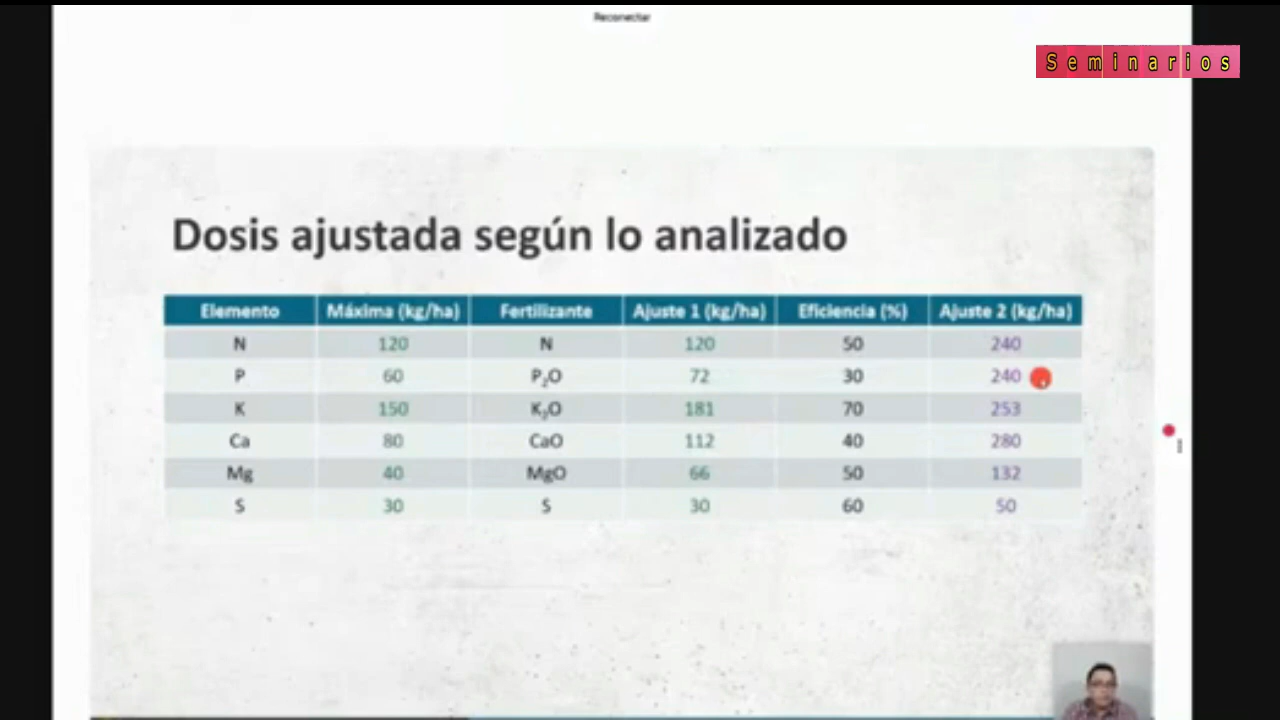 Reconectar
Seminarios
Dosis ajustada según lo analizado
Elemento Máxima (kg/ha) Fertilizante Ajuste 1 (kg/ha) Eficiencia (%) Ajuste 2 (kg/ha)
N 120 N 120 50 240
P 60 P₂O 72 30 240
K 150 K₂O 181 70 253
Ca 80 CaO 112 40 280
Mg 40 MgO 66 50 132
S 30 S 30 60 50